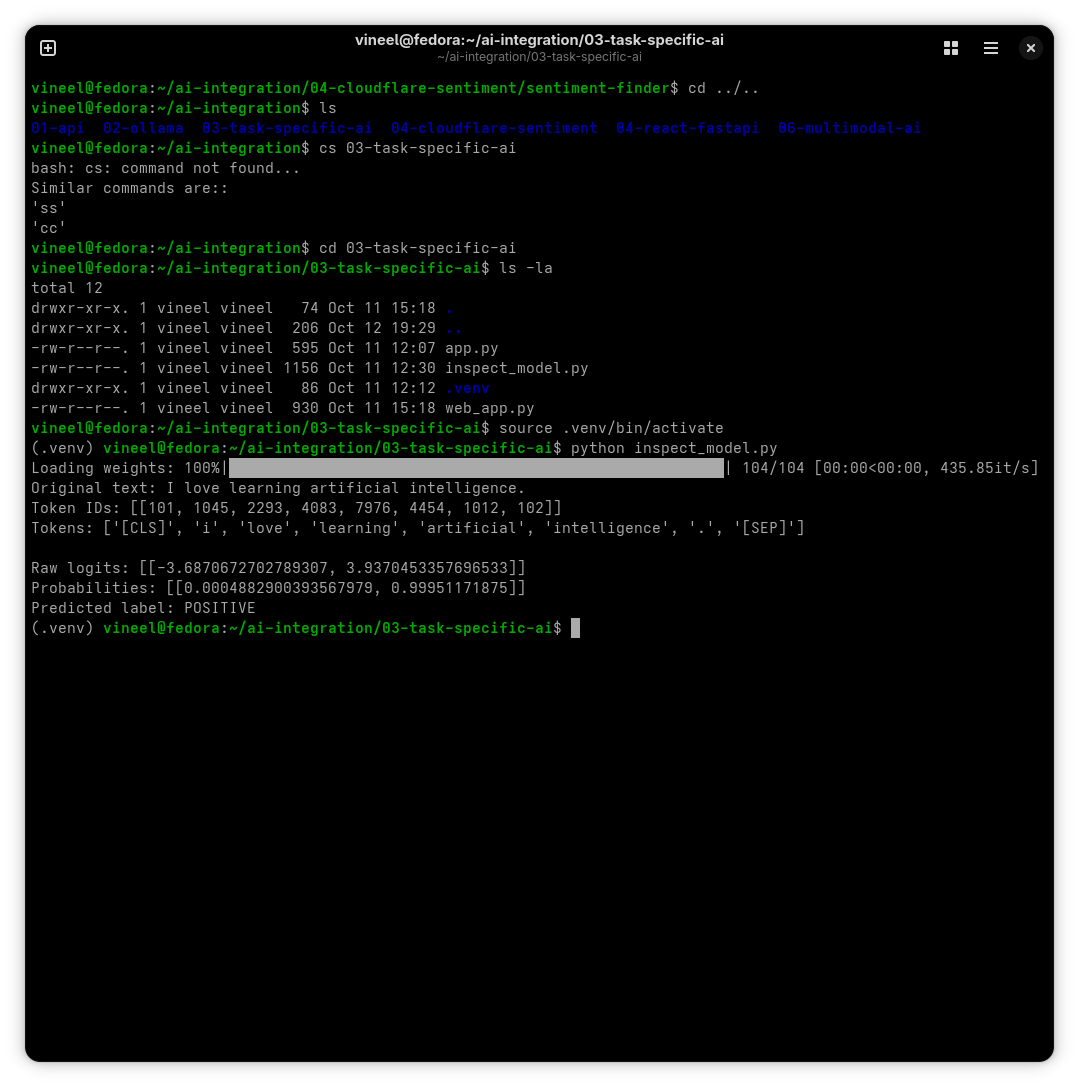 vineel@fedora:~/ai-integration/03-task-specific-ai
~/ai-integration/03-task-specific-ai
vineel@fedora:~/ai-integration/04-cloudflare-sentiment/sentiment-finder$ cd ../..
vineel@fedora:~/ai-integration$ ls
01-api  02-ollama  03-task-specific-ai  04-cloudflare-sentiment  04-react-fastapi  06-multimodal-ai
vineel@fedora:~/ai-integration$ cs 03-task-specific-ai
bash: cs: command not found...
Similar commands are::
'ss'
'cc'
vineel@fedora:~/ai-integration$ cd 03-task-specific-ai
vineel@fedora:~/ai-integration/03-task-specific-ai$ ls -la
total 12
drwxr-xr-x. 1 vineel vineel   74 Oct 11 15:18 .
drwxr-xr-x. 1 vineel vineel  206 Oct 12 19:29 ..
-rw-r--r--. 1 vineel vineel  595 Oct 11 12:07 app.py
-rw-r--r--. 1 vineel vineel 1156 Oct 11 12:30 inspect_model.py
drwxr-xr-x. 1 vineel vineel   86 Oct 11 12:12 .venv
-rw-r--r--. 1 vineel vineel  930 Oct 11 15:18 web_app.py
vineel@fedora:~/ai-integration/03-task-specific-ai$ source .venv/bin/activate
(.venv) vineel@fedora:~/ai-integration/03-task-specific-ai$ python inspect_model.py
Loading weights: 100%|| 104/104 [00:00<00:00, 435.85it/s]
Original text: I love learning artificial intelligence.
Token IDs: [[101, 1045, 2293, 4083, 7976, 4454, 1012, 102]]
Tokens: ['[CLS]', 'i', 'love', 'learning', 'artificial', 'intelligence', '.', '[SEP]']
Raw logits: [[-3.6870672702789307, 3.9370453357696533]]
Probabilities: [[0.0004882900393567979, 0.99951171875]]
Predicted label: POSITIVE
(.venv) vineel@fedora:~/ai-integration/03-task-specific-ai$